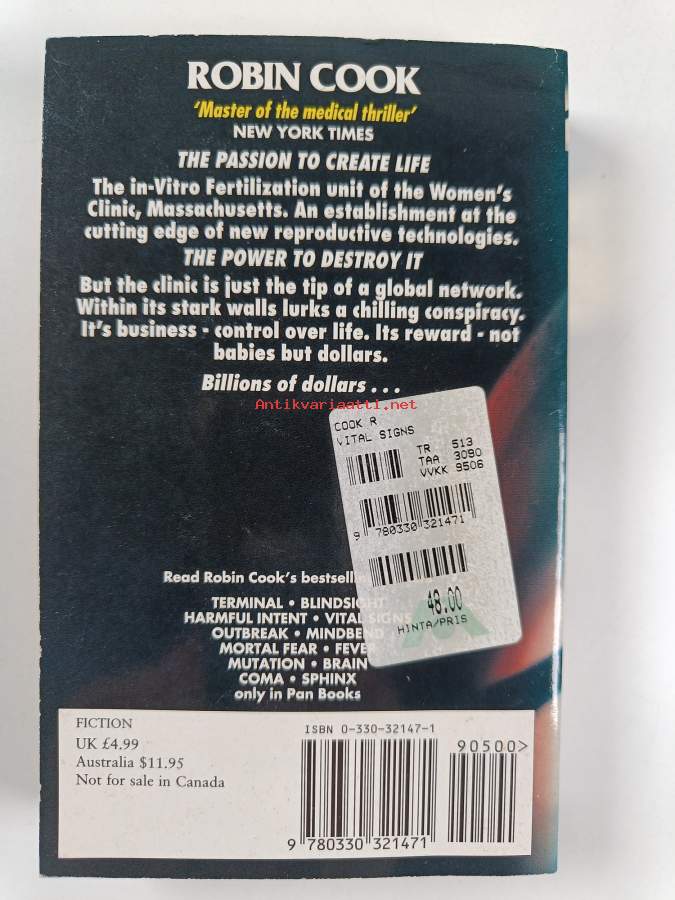 ROBIN COOK
'Master of the medical thriller'
NEW YORK TIMES
THE PASSION TO CREATE LIFE
The in-Vitro Fertilization unit of the Women's
Clinic, Massachusetts. An establishment at the
cutting edge of new reproductive technologies.
THE POWER TO DESTROY IT
But the clinic is just the tip of a global network.
Within its stark walls lurks a chilling conspiracy.
It's business - control over life. Its reward - not
babies but dollars.
Billions of dollars . . .
Antikvariaatti.net
COOK R
VITAL SIGNS
TR 513
TAA 3090
VVKK 9506
9 780330 321471
48.00
HINTA/PRIS
Read Robin Cook's
TERMINAL • BLINDSIGHT
HARMFUL INTENT • VITAL SIGNS
OUTBREAK • MINDBEND
MORTAL FEAR • FEVER
MUTATION • BRAIN
COMA • SPHINX
only in Pan Books
FICTION
UK £4.99
Australia $11.95
Not for sale in Canada
ISBN 0-330-32147-1
90500>
9 780330 321471